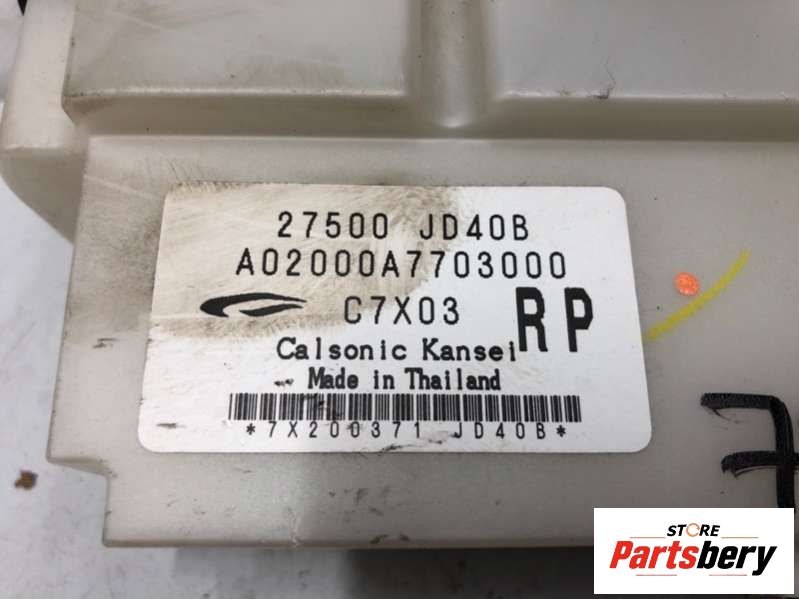 27500 JD40B
A02000A7703000
C7X03 RP
Calsonic Kansei
Made in Thailand
*7X200371 JD40B*
STORE
Partsbery